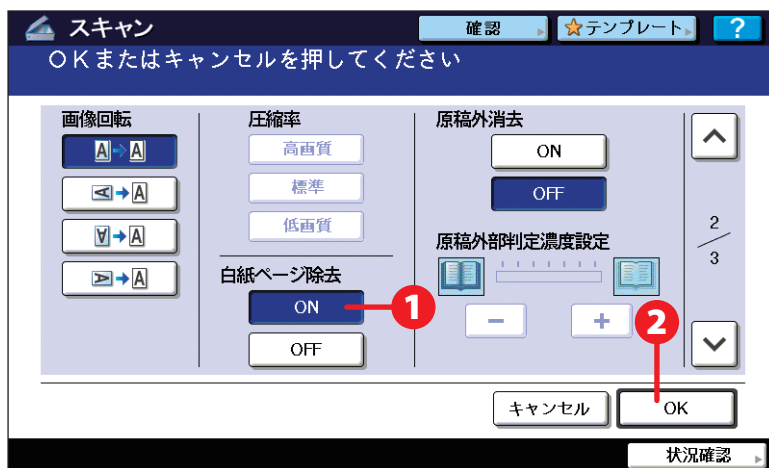 スキャン 確認 テンプレート ?
OKまたはキャンセルを押してください
画像回転
A→A
A→A
A→A
A→A
圧縮率
高画質
標準
低画質
白紙ページ除去
ON 1
OFF
原稿外消去
ON
OFF
原稿外部判定濃度設定
− +
2
3
2
キャンセル OK
状況確認